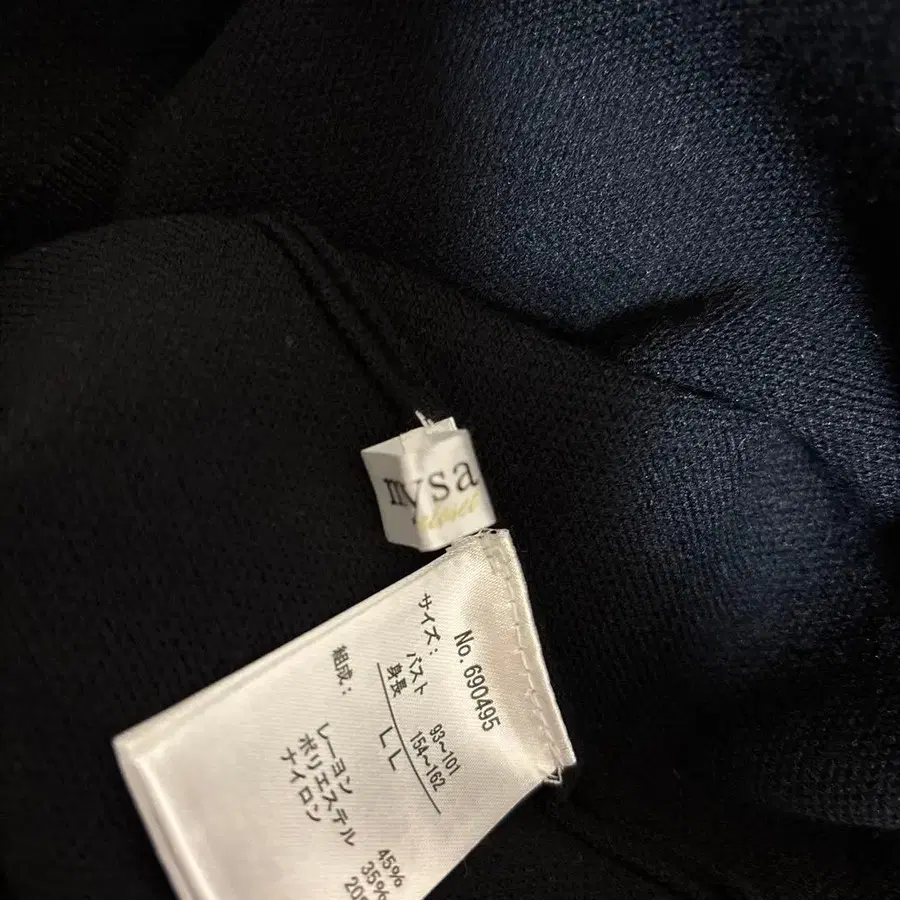 mysa
closet
No. 690495
サイズ:
バスト 93~101
身長 154~162
LL
組成:
レーヨン 45%
ポリエステル 35%
ナイロン